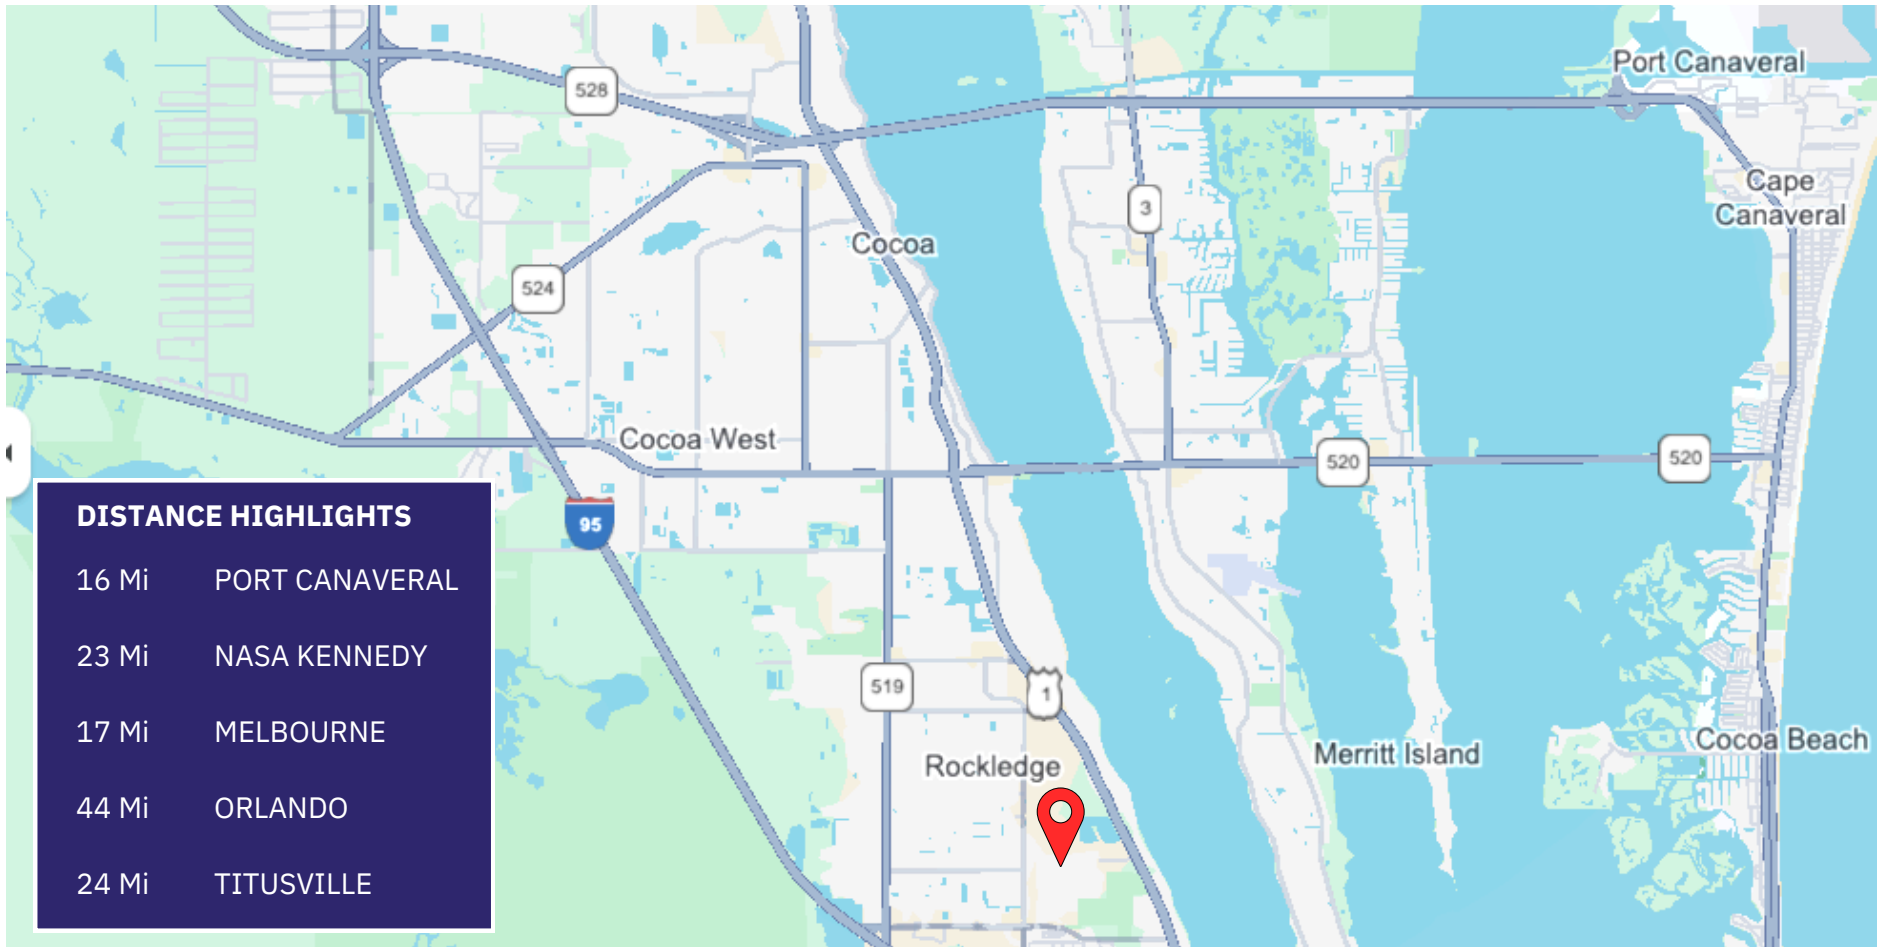 Port Canaveral
528
Cape
Canaveral
3
Cocoa
524
Cocoa West
520
520
95
DISTANCE HIGHLIGHTS
16 Mi PORT CANAVERAL
23 Mi NASA KENNEDY
17 Mi MELBOURNE
44 Mi ORLANDO
24 Mi TITUSVILLE
519
1
Rockledge
Merritt Island
Cocoa Beach